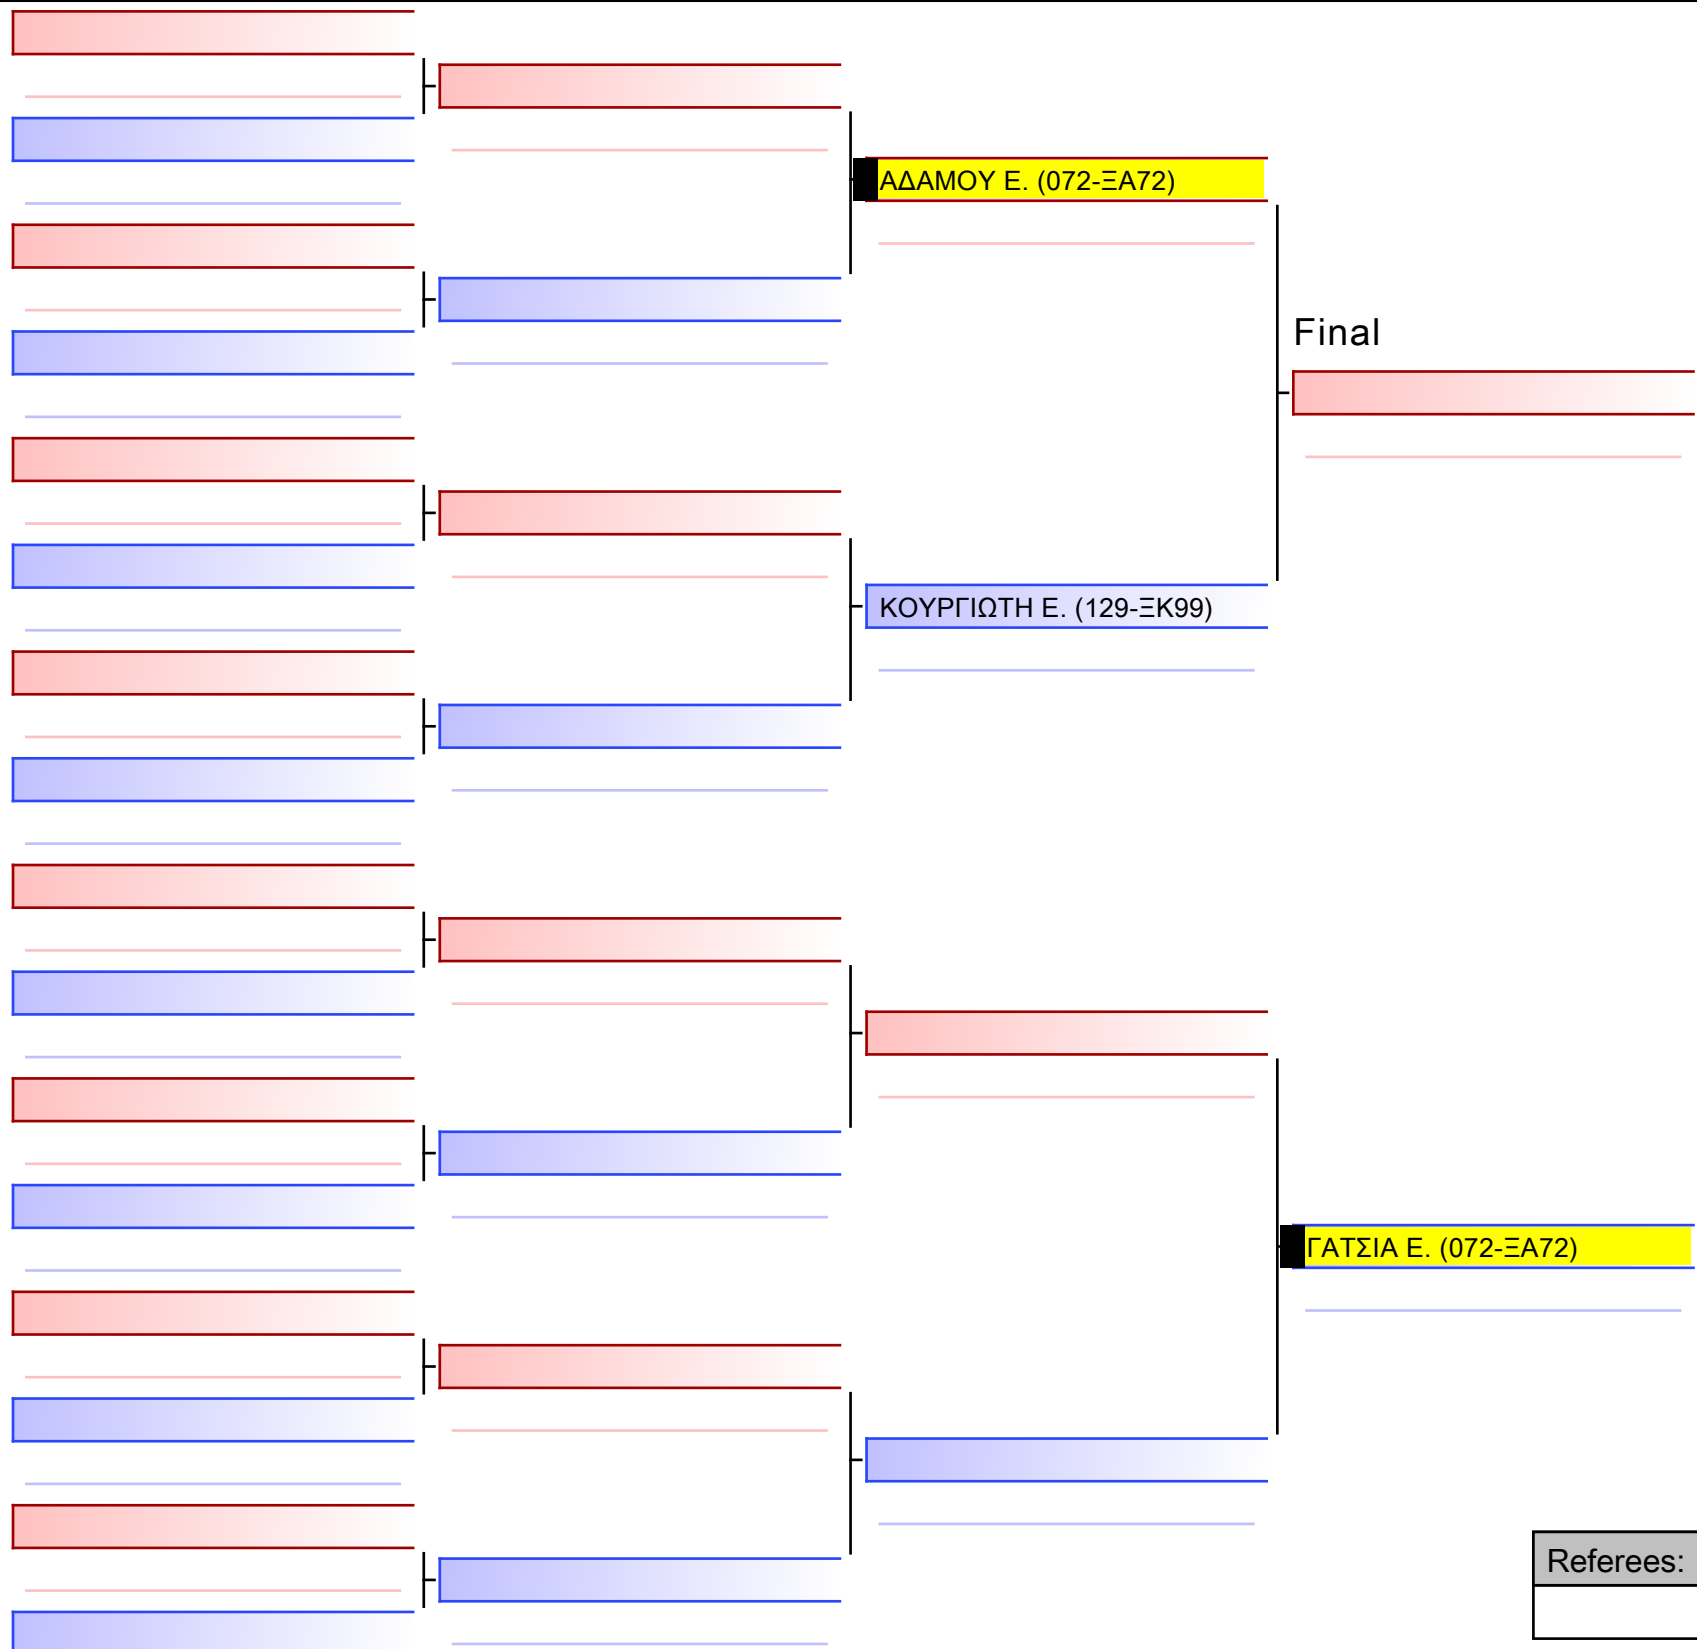 ΑΔΑΜΟΥ Ε. (072-ΞΑ72)
Final
ΚΟΥΡΓΙΩΤΗ Ε. (129-ΞΚ99)
ΓΑΤΣΙΑ Ε. (072-ΞΑ72)
Referees: